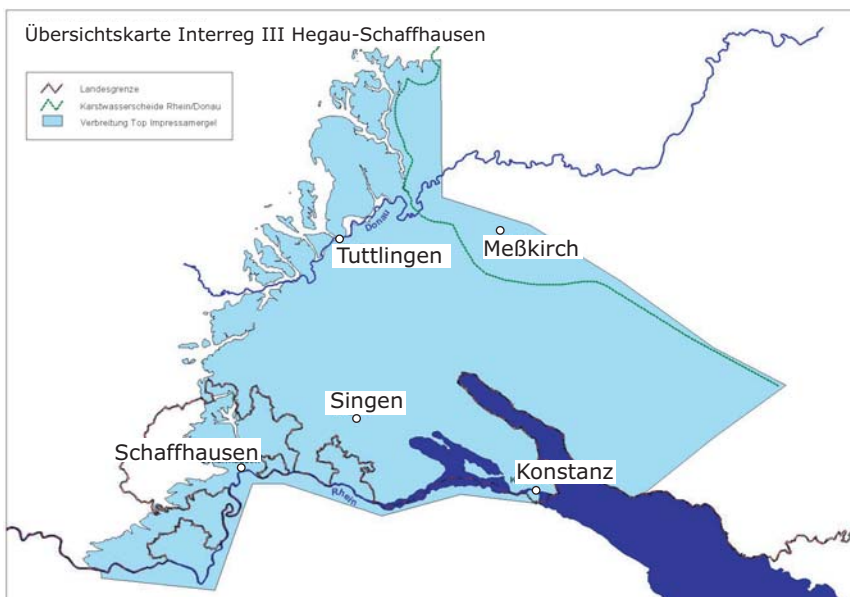 Übersichtskarte Interreg III Hegau-Schaffhausen
Landesgrenze
Karstwasserscheide Rhein/Donau
Verbreitung Top Impressamergel
Donau
Tuttlingen
Meßkirch
Singen
Schaffhausen
Konstanz
Rhein